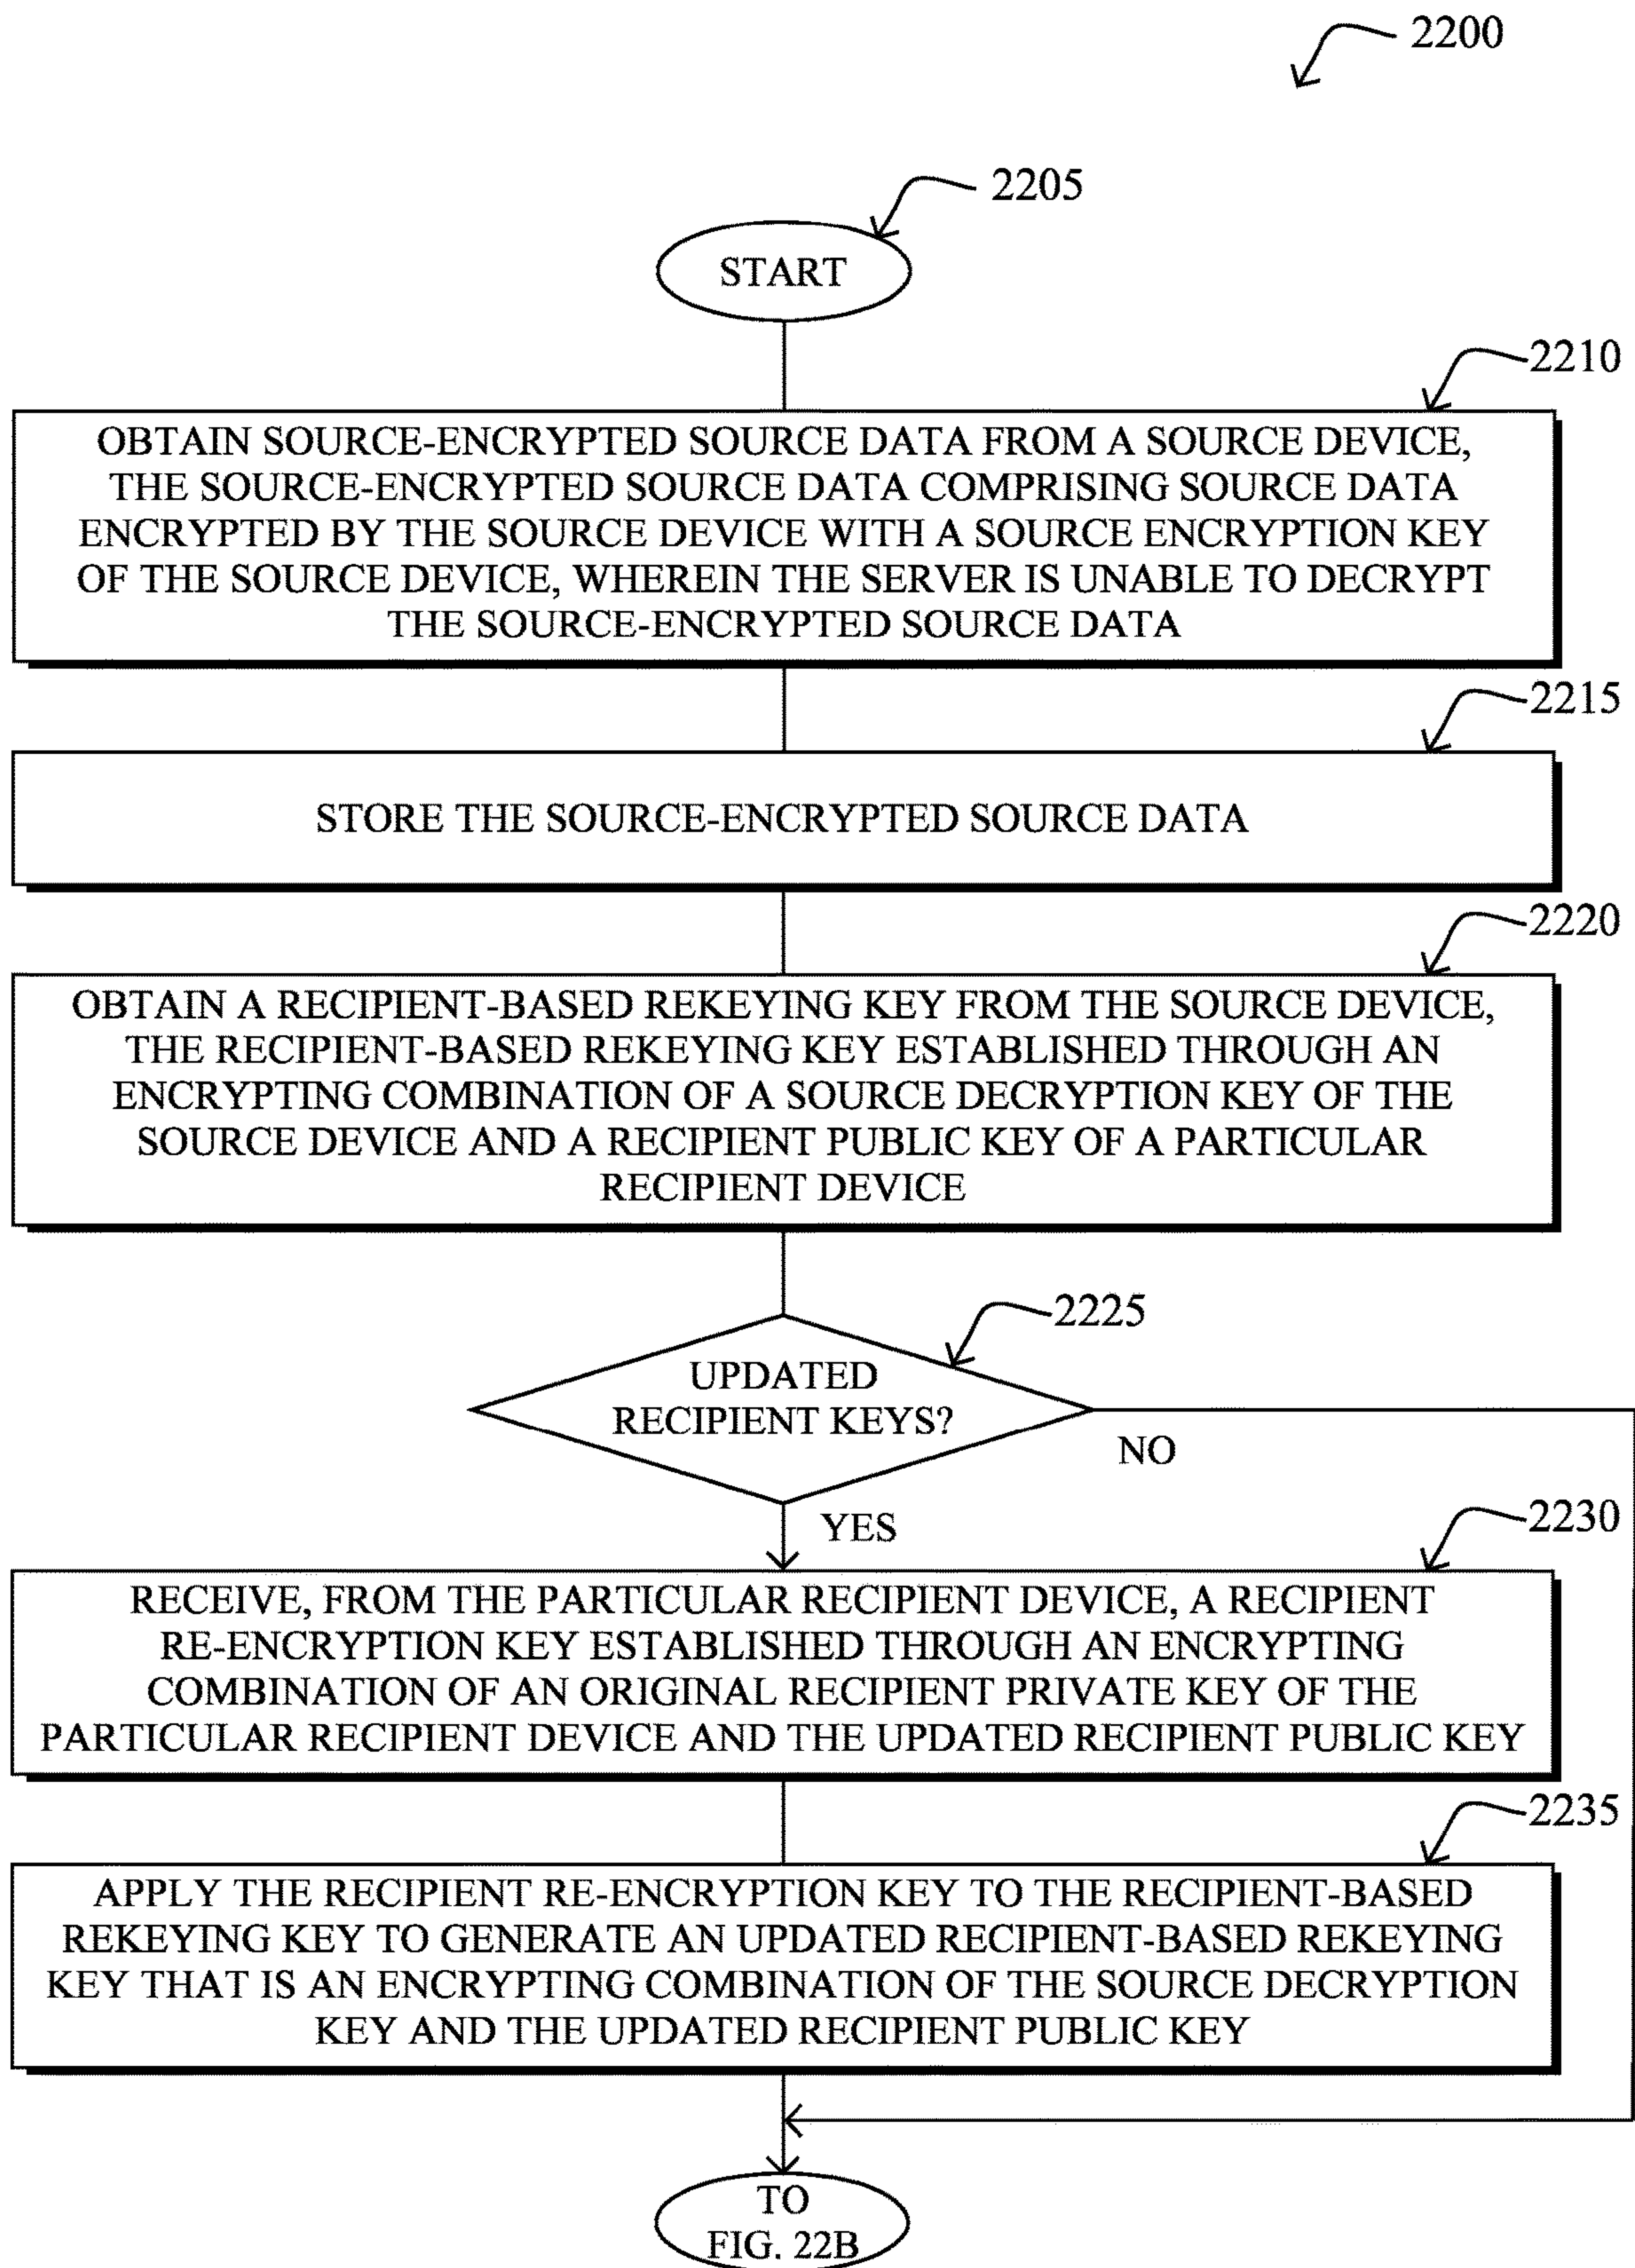 2200
2205
START
2210
OBTAIN SOURCE-ENCRYPTED SOURCE DATA FROM A SOURCE DEVICE,
THE SOURCE-ENCRYPTED SOURCE DATA COMPRISING SOURCE DATA
ENCRYPTED BY THE SOURCE DEVICE WITH A SOURCE ENCRYPTION KEY
OF THE SOURCE DEVICE, WHEREIN THE SERVER IS UNABLE TO DECRYPT
THE SOURCE-ENCRYPTED SOURCE DATA
2215
STORE THE SOURCE-ENCRYPTED SOURCE DATA
2220
OBTAIN A RECIPIENT-BASED REKEYING KEY FROM THE SOURCE DEVICE,
THE RECIPIENT-BASED REKEYING KEY ESTABLISHED THROUGH AN
ENCRYPTING COMBINATION OF A SOURCE DECRYPTION KEY OF THE
SOURCE DEVICE AND A RECIPIENT PUBLIC KEY OF A PARTICULAR
RECIPIENT DEVICE
2225
UPDATED
RECIPIENT KEYS?
NO
YES
2230
RECEIVE, FROM THE PARTICULAR RECIPIENT DEVICE, A RECIPIENT
RE-ENCRYPTION KEY ESTABLISHED THROUGH AN ENCRYPTING
COMBINATION OF AN ORIGINAL RECIPIENT PRIVATE KEY OF THE
PARTICULAR RECIPIENT DEVICE AND THE UPDATED RECIPIENT PUBLIC KEY
2235
APPLY THE RECIPIENT RE-ENCRYPTION KEY TO THE RECIPIENT-BASED
REKEYING KEY TO GENERATE AN UPDATED RECIPIENT-BASED REKEYING
KEY THAT IS AN ENCRYPTING COMBINATION OF THE SOURCE DECRYPTION
KEY AND THE UPDATED RECIPIENT PUBLIC KEY
TO
FIG. 22B